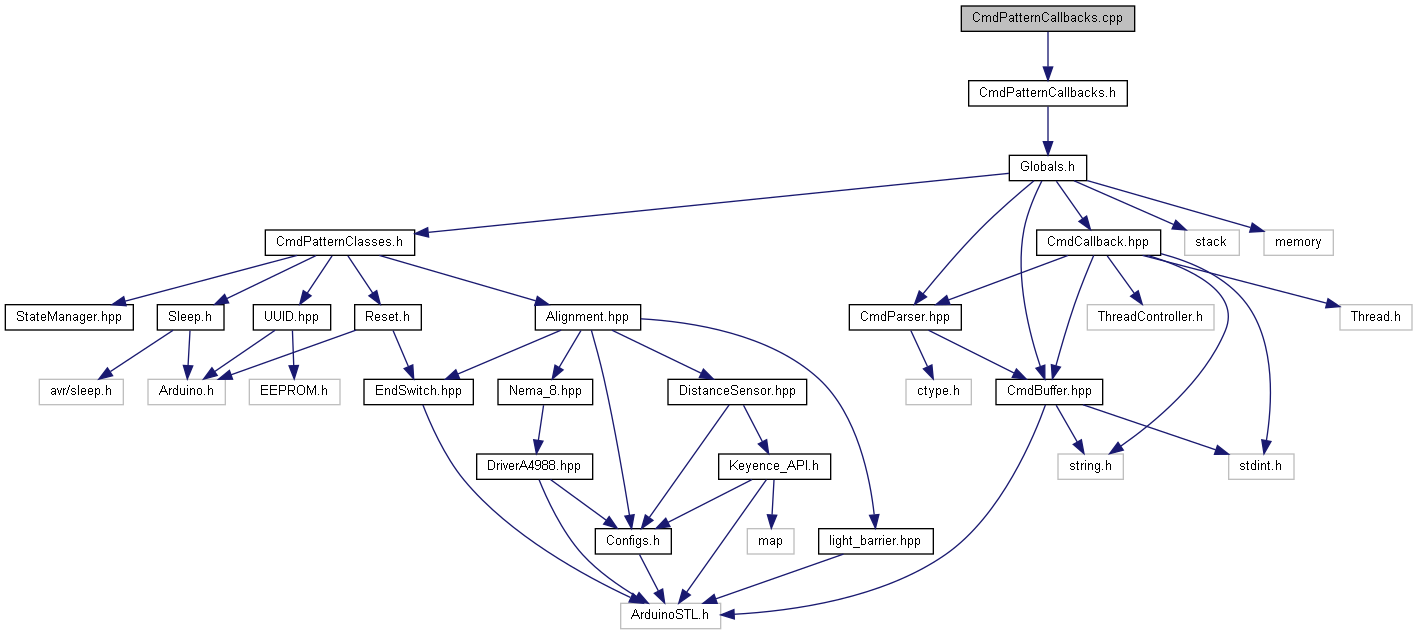 CmdPatternCallbacks.cpp
CmdPatternCallbacks.h
Globals.h
CmdPatternClasses.h
CmdCallback.hpp
stack
memory
StateManager.hpp
Sleep.h
UUID.hpp
Reset.h
Alignment.hpp
CmdParser.hpp
ThreadController.h
Thread.h
avr/sleep.h
Arduino.h
EEPROM.h
EndSwitch.hpp
Nema_8.hpp
DistanceSensor.hpp
ctype.h
CmdBuffer.hpp
DriverA4988.hpp
Keyence_API.h
string.h
stdint.h
Configs.h
map
light_barrier.hpp
ArduinoSTL.h